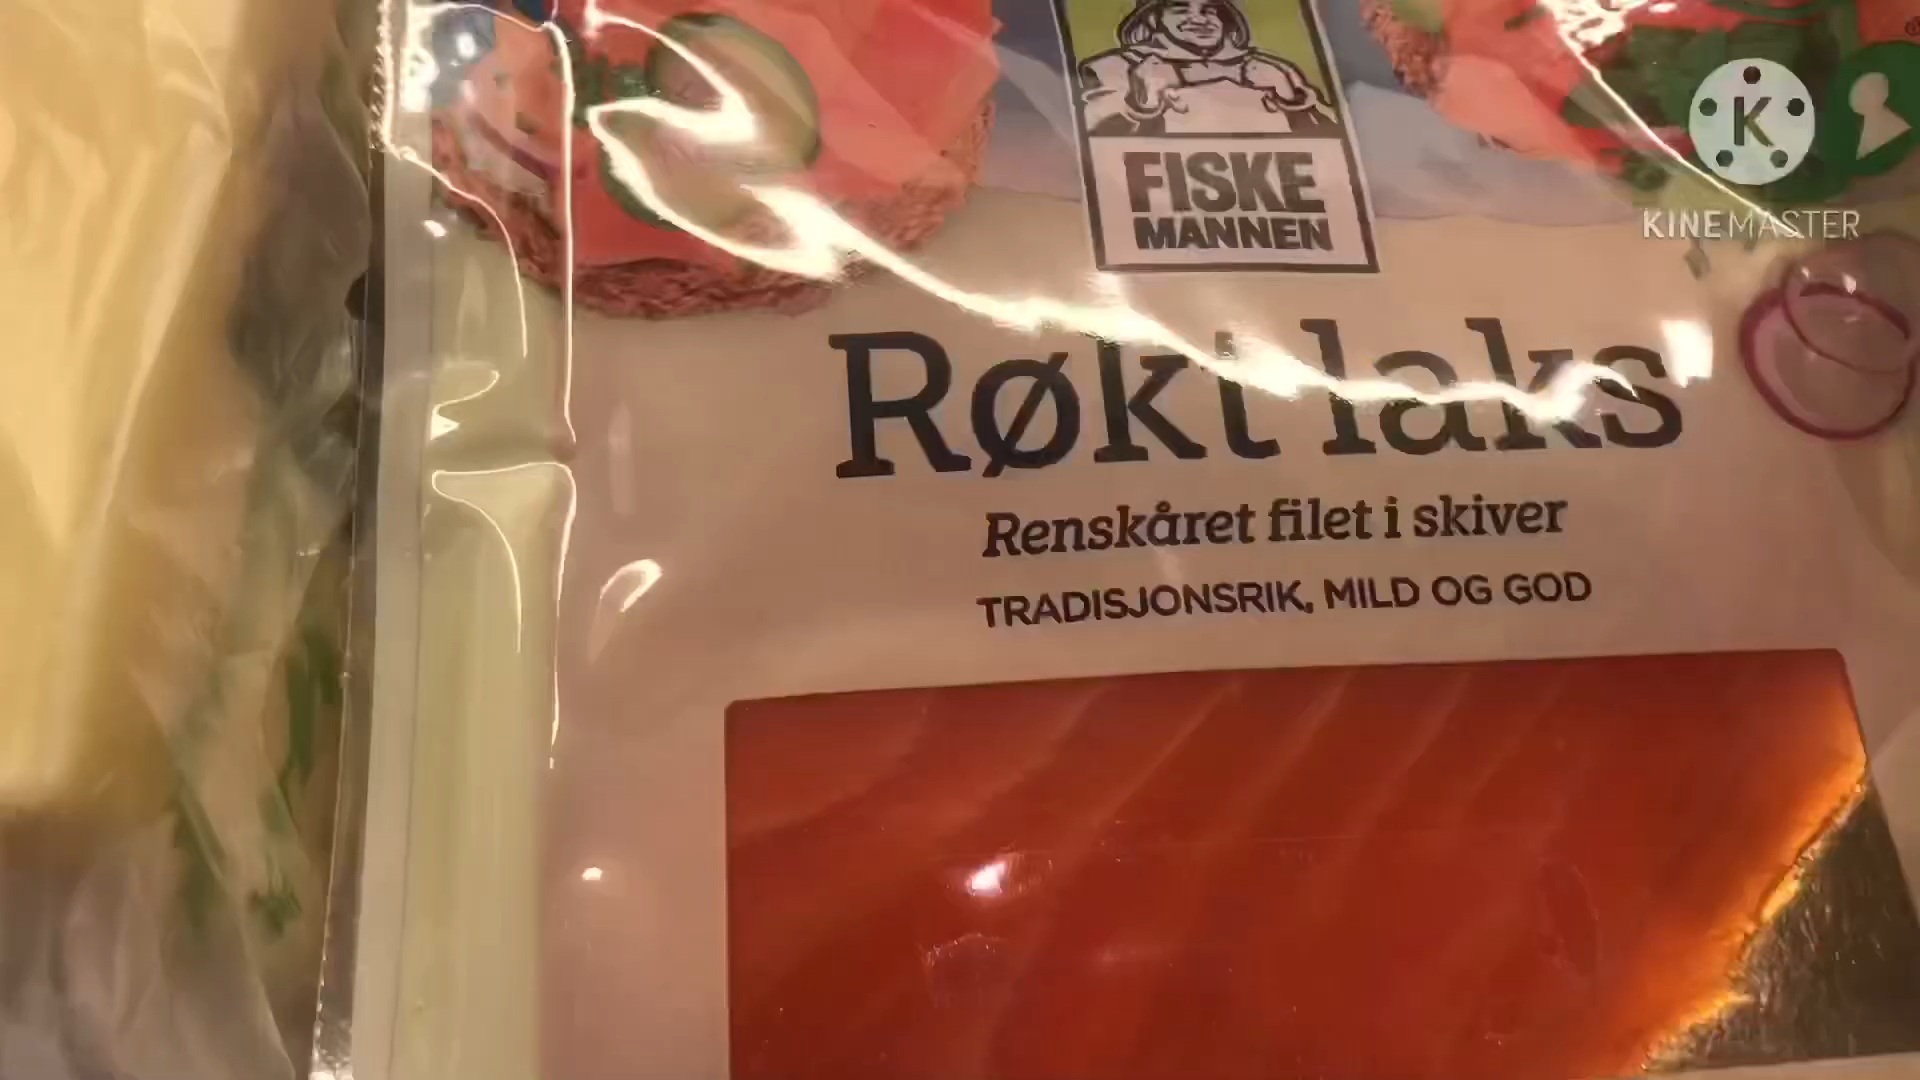 FISKE
MANNEN
K
KINEMASTER
Røkt laks
Renskåret filet i skiver
TRADISJONSRIK, MILD OG GOD